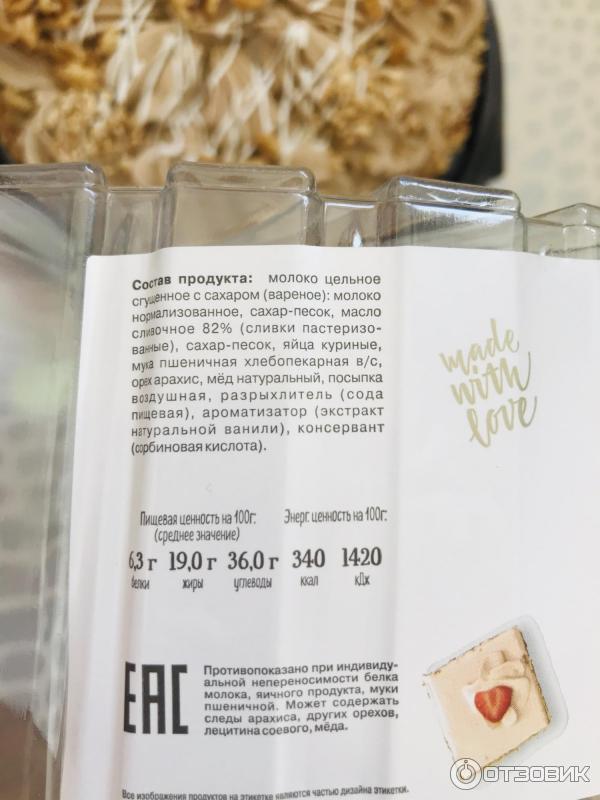 Состав продукта: молоко цельное
сгущенное с сахаром (вареное): молоко
нормализованное, сахар-песок, масло
сливочное 82% (сливки пастеризо-
ванные), сахар-песок, яйца куриные,
мука пшеничная хлебопекарная в/с,
орех арахис, мёд натуральный, посыпка
воздушная, разрыхлитель (сода
пищевая), ароматизатор (экстракт
натуральной ванили), консервант
(сорбиновая кислота).
made
with
love
Пищевая ценность на 100г:
(среднее значение)
Энерг. ценность на 100г:
6,3 г 19,0 г 36,0 г 340 1420
белки жиры углеводы ккал кДж
EAC
Противопоказано при индивиду-
альной непереносимости белка
молока, яичного продукта, муки
пшеничной. Может содержать
следы арахиса, других орехов,
лецитина соевого, мёда.
Все изображения продуктов на этикетке являются частью дизайна этикетки.
ОТЗОВИК